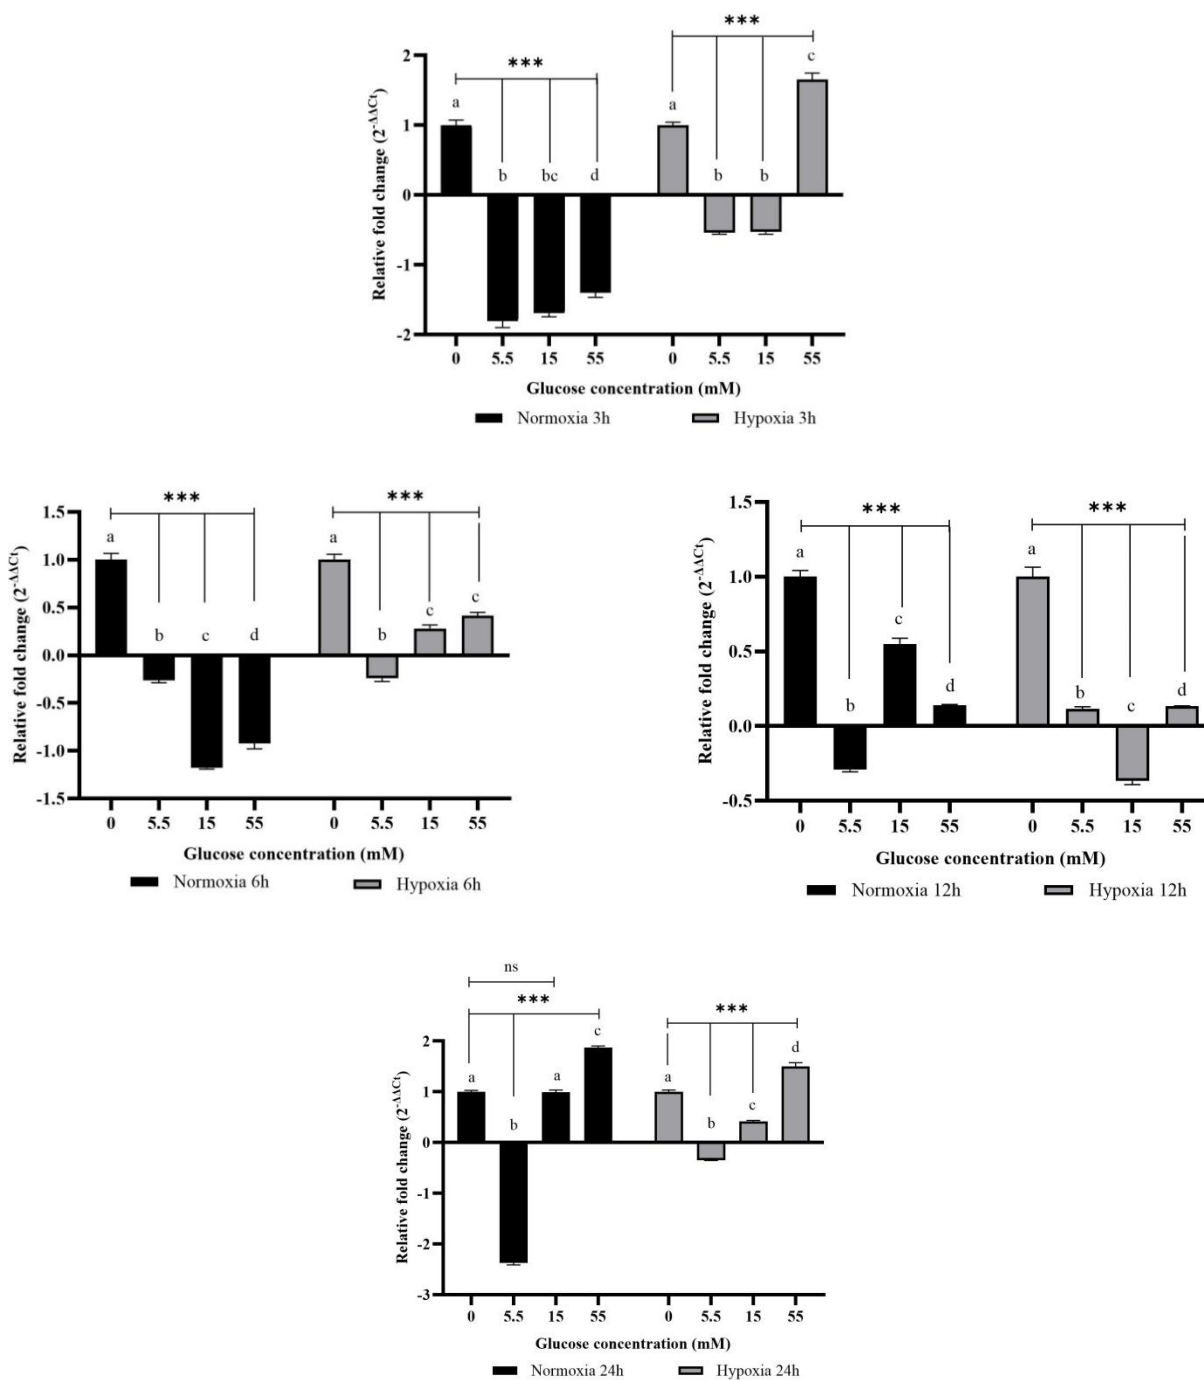 ***
***
Relative fold change (2^-ΔΔCt)
2
1
0
-1
-2
a
b
bc
d
a
b
b
c
0 5.5 15 55 0 5.5 15 55
Glucose concentration (mM)
Normoxia 3h Hypoxia 3h
***
***
Relative fold change (2^-ΔΔCt)
1.5
1.0
0.5
0.0
-0.5
-1.0
-1.5
a
b
c
d
a
b
c
c
0 5.5 15 55 0 5.5 15 55
Glucose concentration (mM)
Normoxia 6h Hypoxia 6h
***
***
Relative fold change (2^-ΔΔCt)
1.5
1.0
0.5
0.0
-0.5
a
b
c
d
a
b
c
d
0 5.5 15 55 0 5.5 15 55
Glucose concentration (mM)
Normoxia 12h Hypoxia 12h
ns
***
***
Relative fold change (2^-ΔΔCt)
2
1
0
-1
-2
-3
a
b
a
c
a
b
c
d
0 5.5 15 55 0 5.5 15 55
Glucose concentration (mM)
Normoxia 24h Hypoxia 24h